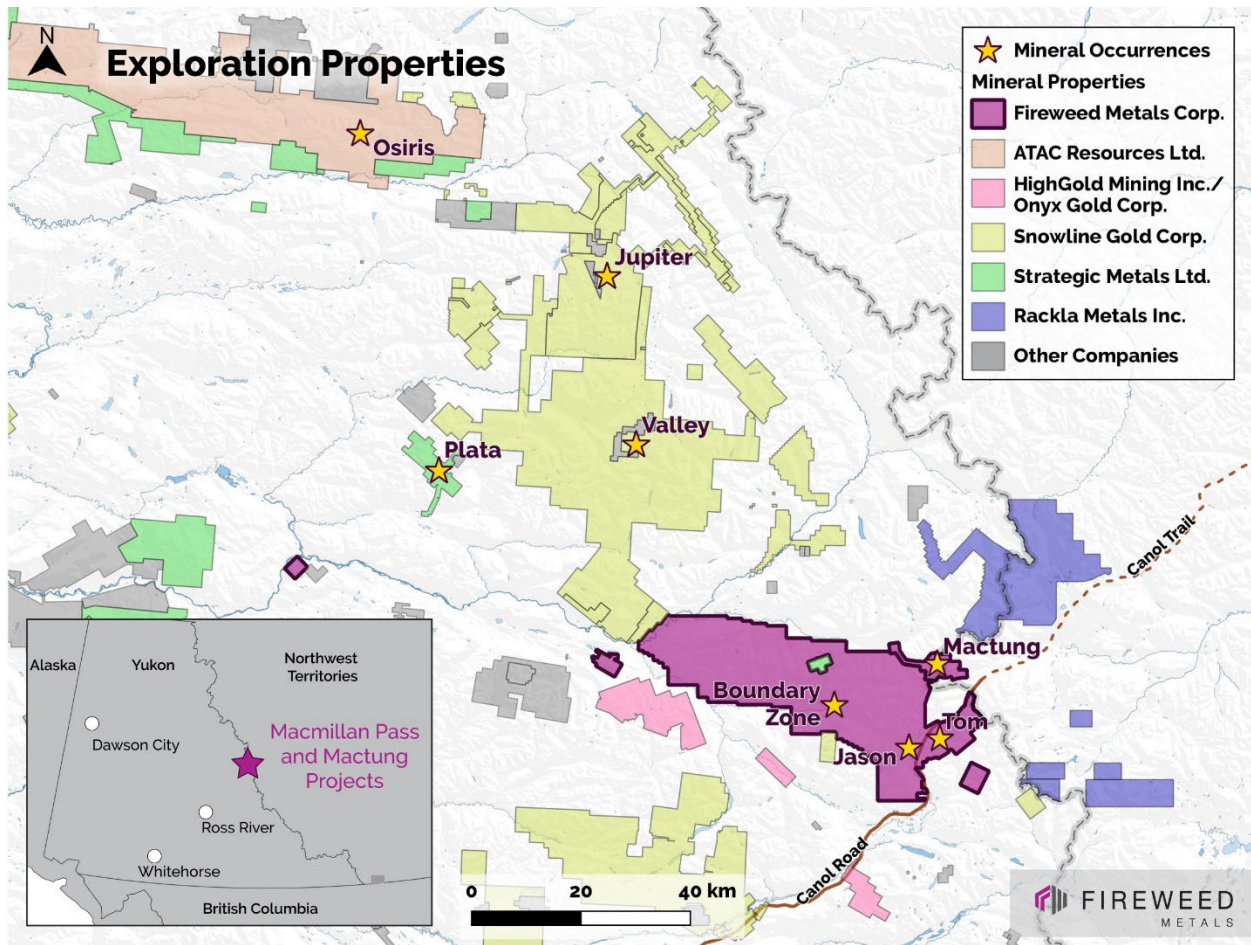 N
Exploration Properties
Mineral Occurrences
Mineral Properties
Fireweed Metals Corp.
ATAC Resources Ltd.
HighGold Mining Inc./
Onyx Gold Corp.
Snowline Gold Corp.
Strategic Metals Ltd.
Rackla Metals Inc.
Other Companies
Osiris
Jupiter
Valley
Plata
Canol Trail
Mactung
Boundary
Zone
Tom
Jason
Canol Road
Alaska
Yukon
Northwest
Territories
Macmillan Pass
and Mactung
Projects
Dawson City
Ross River
Whitehorse
British Columbia
0 20 40 km
FIREWEED
METALS